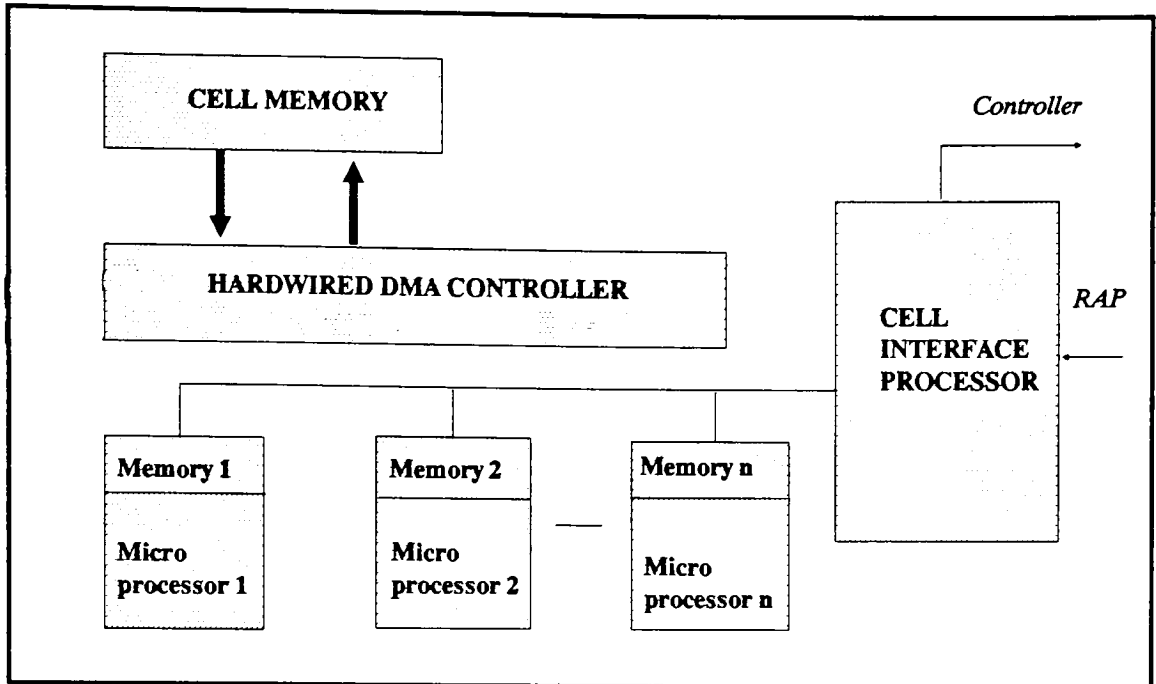 CELL MEMORY
Controller
HARDWIRED DMA CONTROLLER
RAP
CELL
INTERFACE
PROCESSOR
Memory 1
Micro
processor 1
Memory 2
Micro
processor 2
Memory n
Micro
processor n